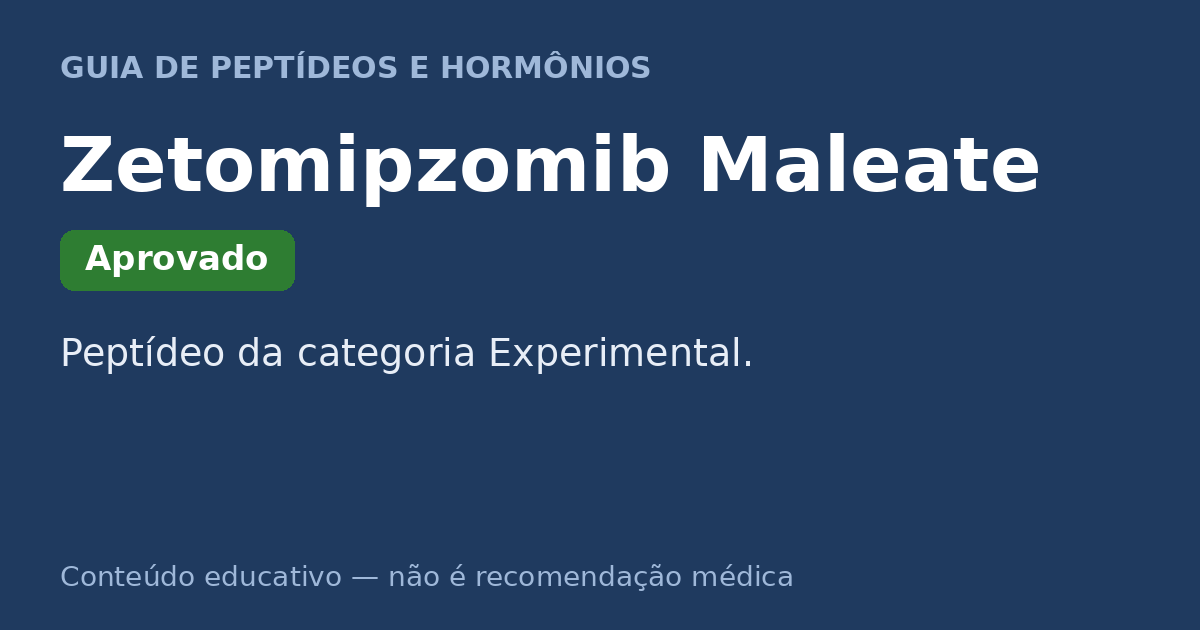 GUIA DE PEPTÍDEOS E HORMÔNIOS
Zetomipzomib Maleate
Aprovado
Peptídeo da categoria Experimental.
Conteúdo educativo — não é recomendação médica